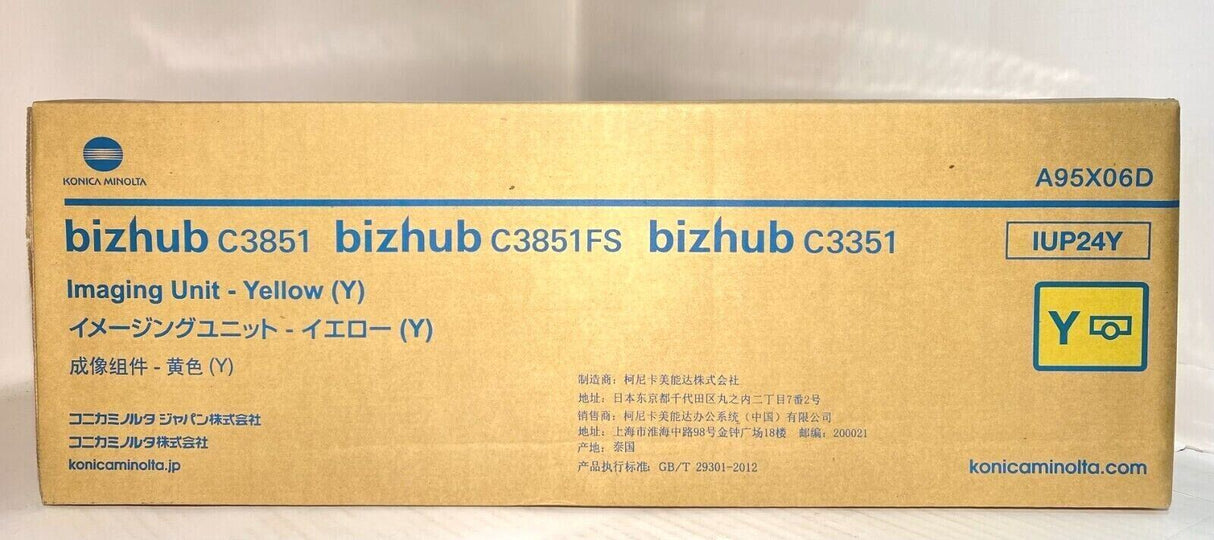 KONICA MINOLTA
A95X06D
bizhub C3851 bizhub C3851FS bizhub C3351
IUP24Y
Imaging Unit - Yellow (Y)
イメージングユニット - イエロー (Y)
成像组件 - 黄色 (Y)
Y
制造商：柯尼卡美能达株式会社
地址：日本东京都千代田区丸之内二丁目7番2号
销售商：柯尼卡美能达办公系统（中国）有限公司
地址：上海市淮海中路98号金钟广场18楼 邮编：200021
产地：泰国
产品执行标准：GB/T 29301-2012
コニカミノルタ ジャパン株式会社
コニカミノルタ株式会社
konicaminolta.jp
konicaminolta.com